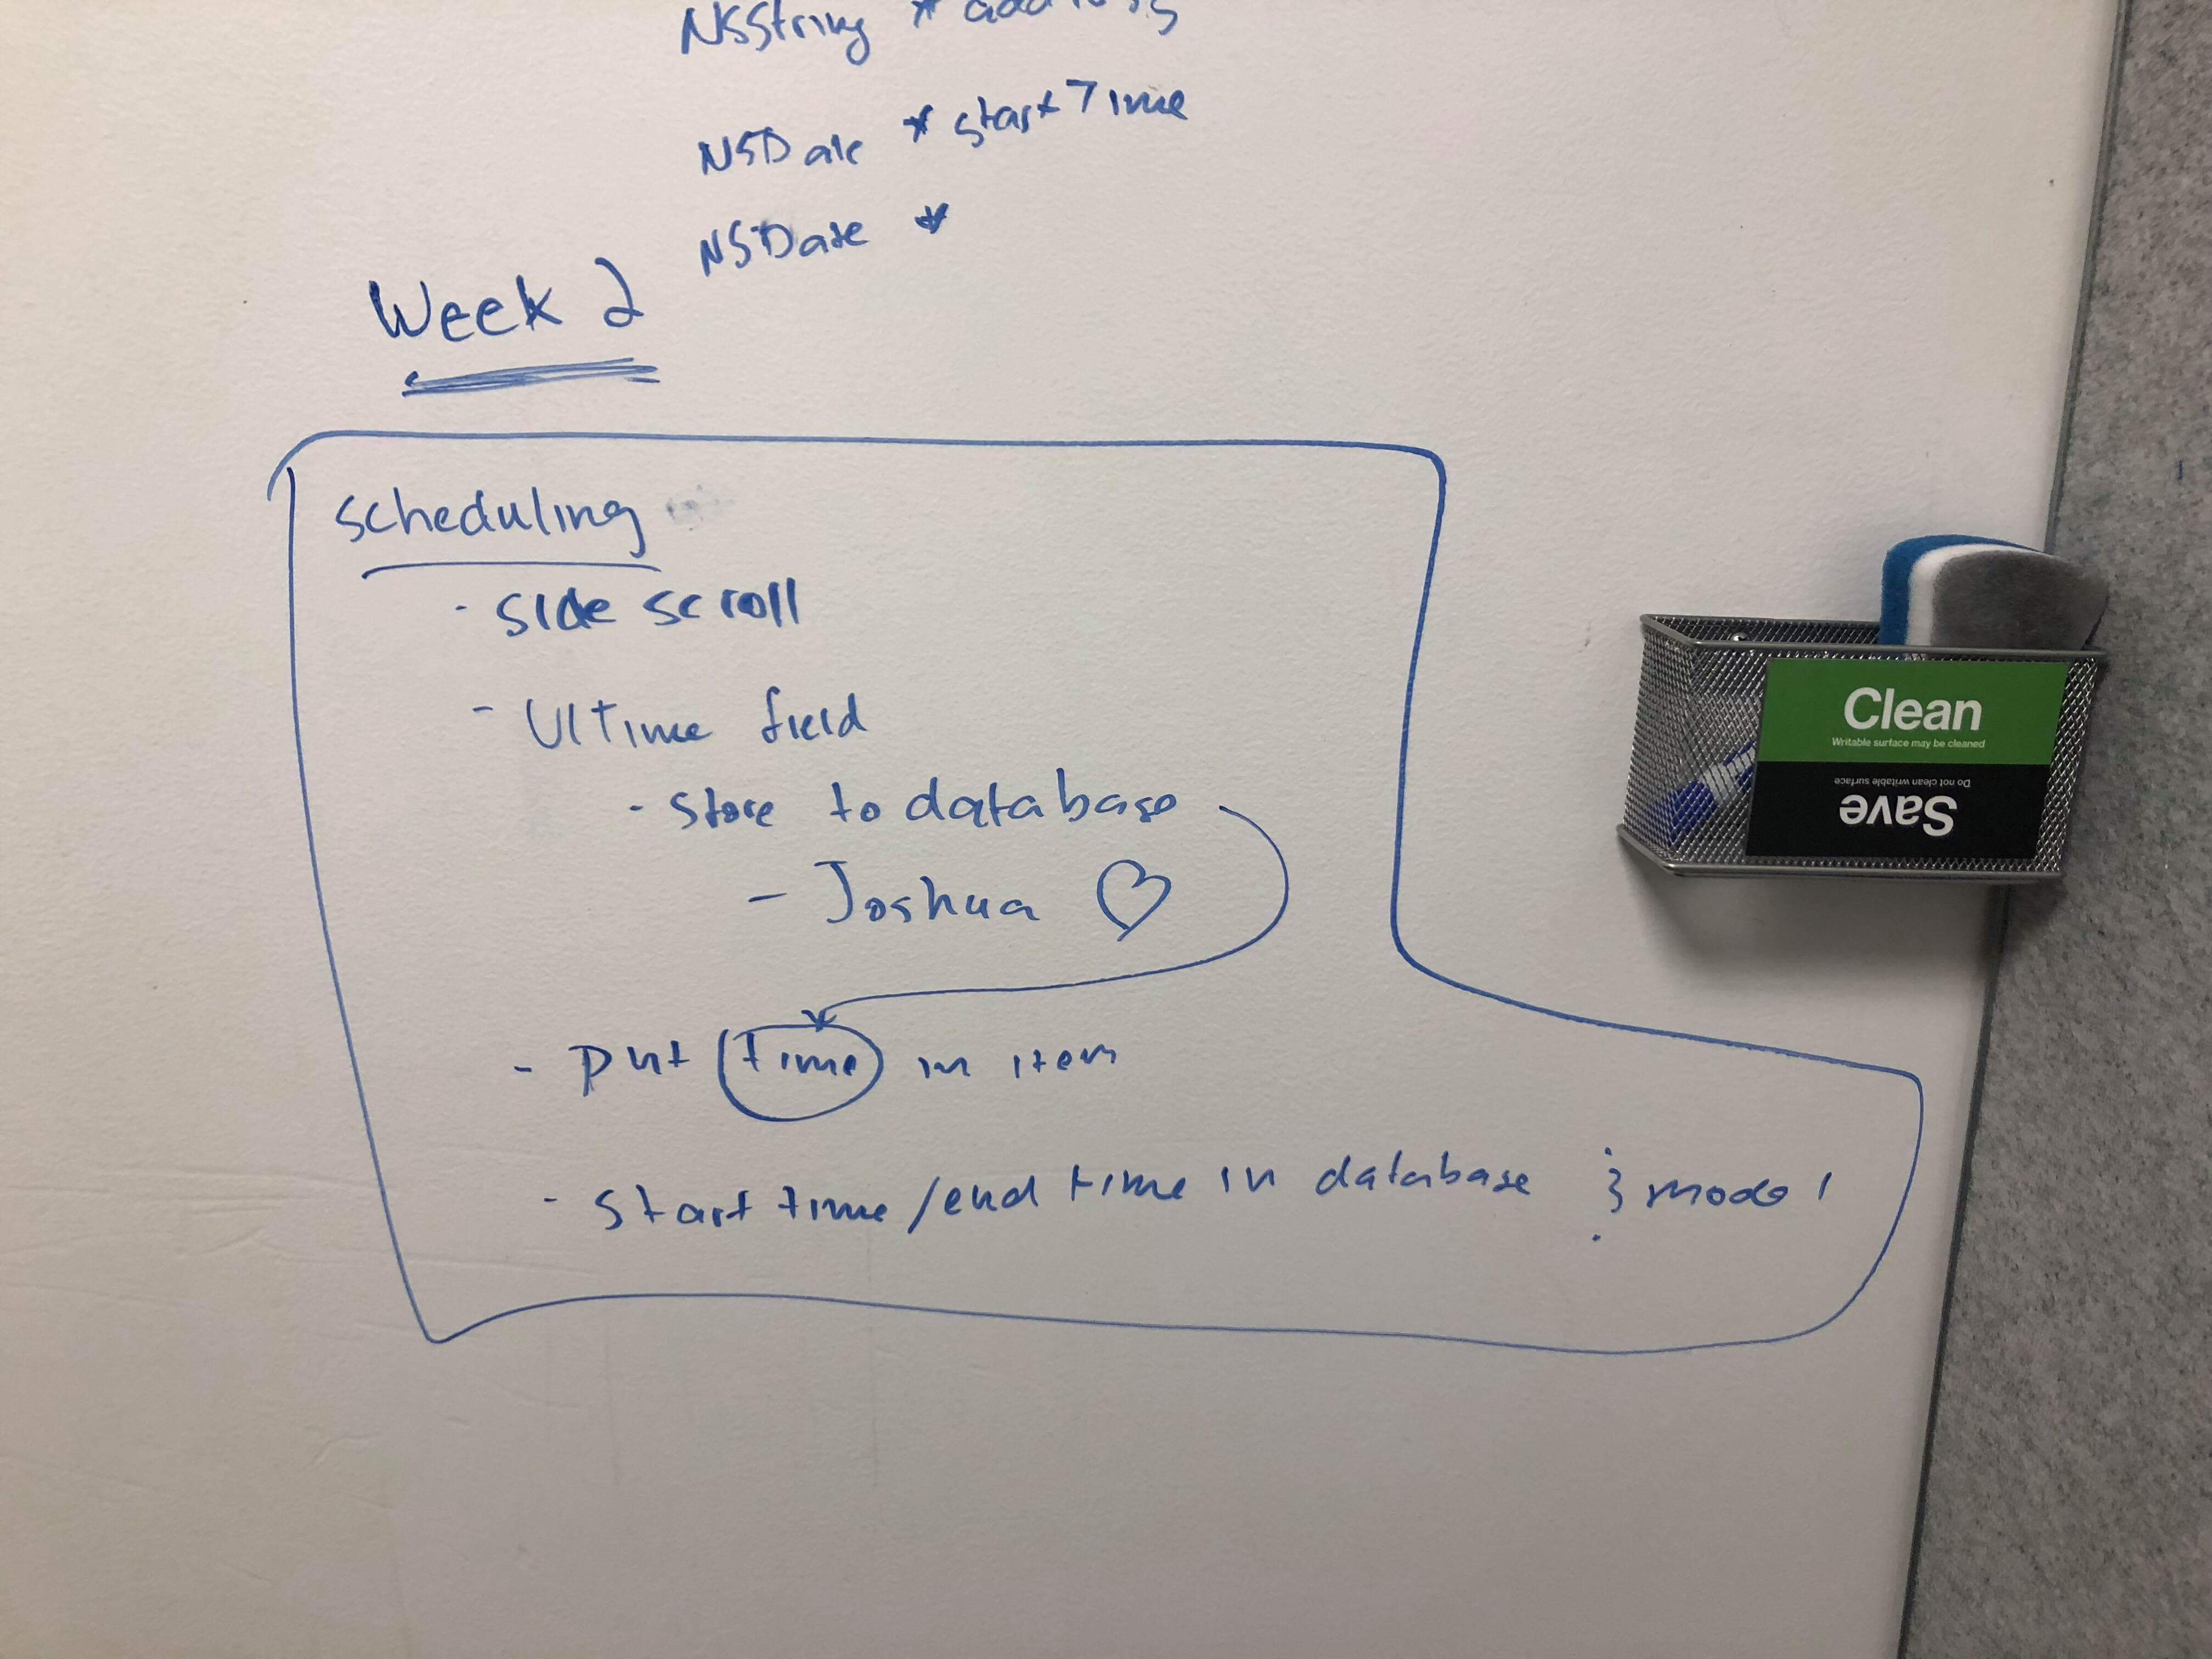 NSString *address
NSDate *startTime
NSDate *
Week 2
scheduling
- side scroll
- UITime field
- store to database
- Joshua ♡
- put time in item
- start time/end time in database & model
Clean
Writable surface may be cleaned
Do not clean writable surface
Save